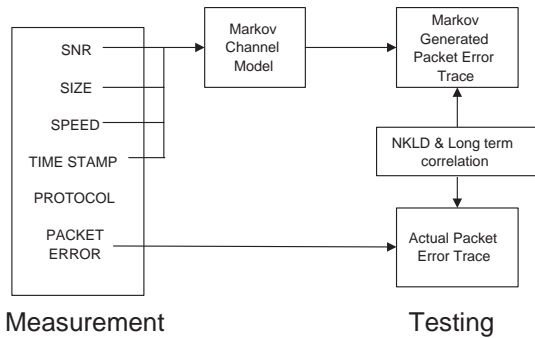 SNR
SIZE
SPEED
TIME STAMP
PROTOCOL
PACKET
ERROR
Markov
Channel
Model
Markov
Generated
Packet Error
Trace
NKLD & Long term
correlation
Actual Packet
Error Trace
Measurement
Testing